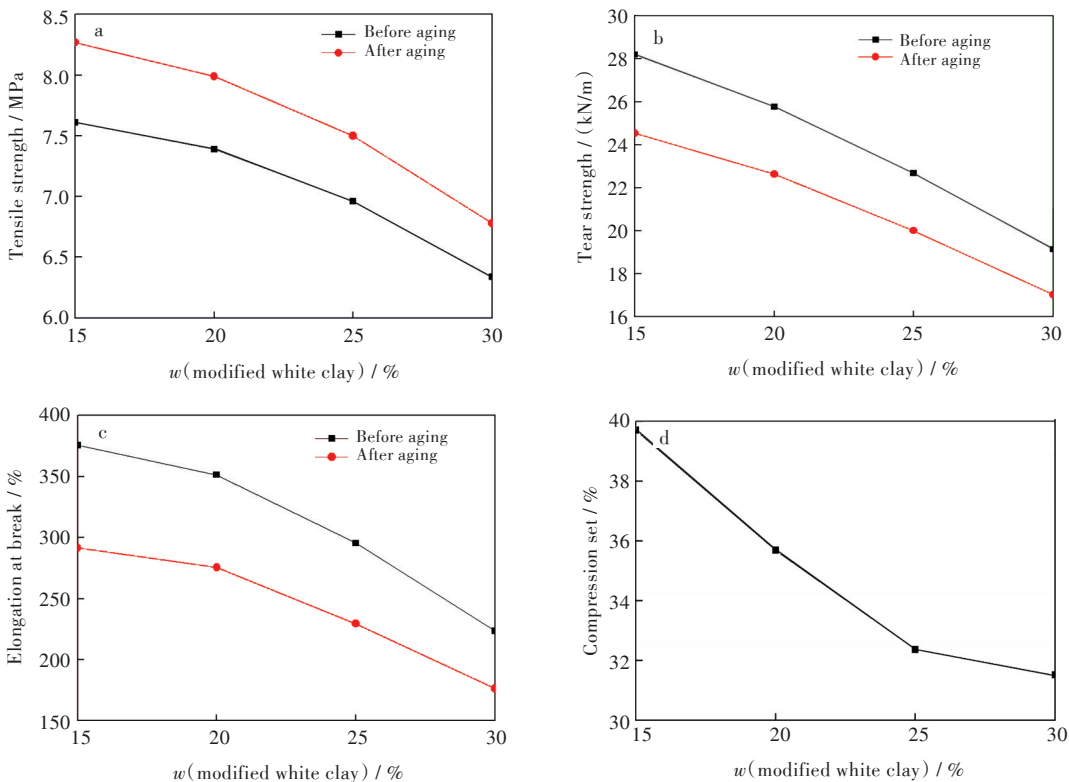 a
Before aging
After aging
8.5
8.0
7.5
7.0
6.5
6.0
Tensile strength / MPa
15 20 25 30
w(modified white clay) / %
b
Before aging
After aging
30
28
26
24
22
20
18
16
Tear strength / (kN/m)
15 20 25 30
w(modified white clay) / %
c
Before aging
After aging
400
350
300
250
200
150
Elongation at break / %
15 20 25 30
w(modified white clay) / %
d
40
38
36
34
32
30
Compression set / %
15 20 25 30
w(modified white clay) / %